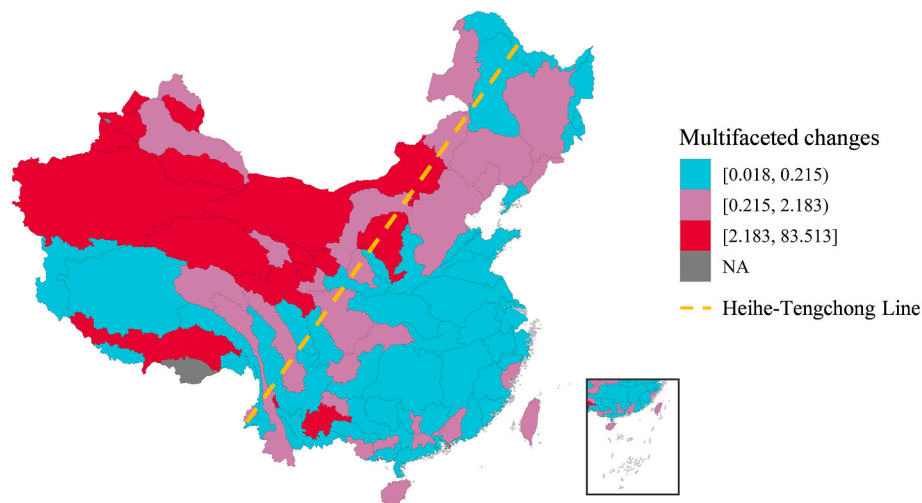 Multifaceted changes
[0.018, 0.215)
[0.215, 2.183)
[2.183, 83.513]
NA
Heihe-Tengchong Line